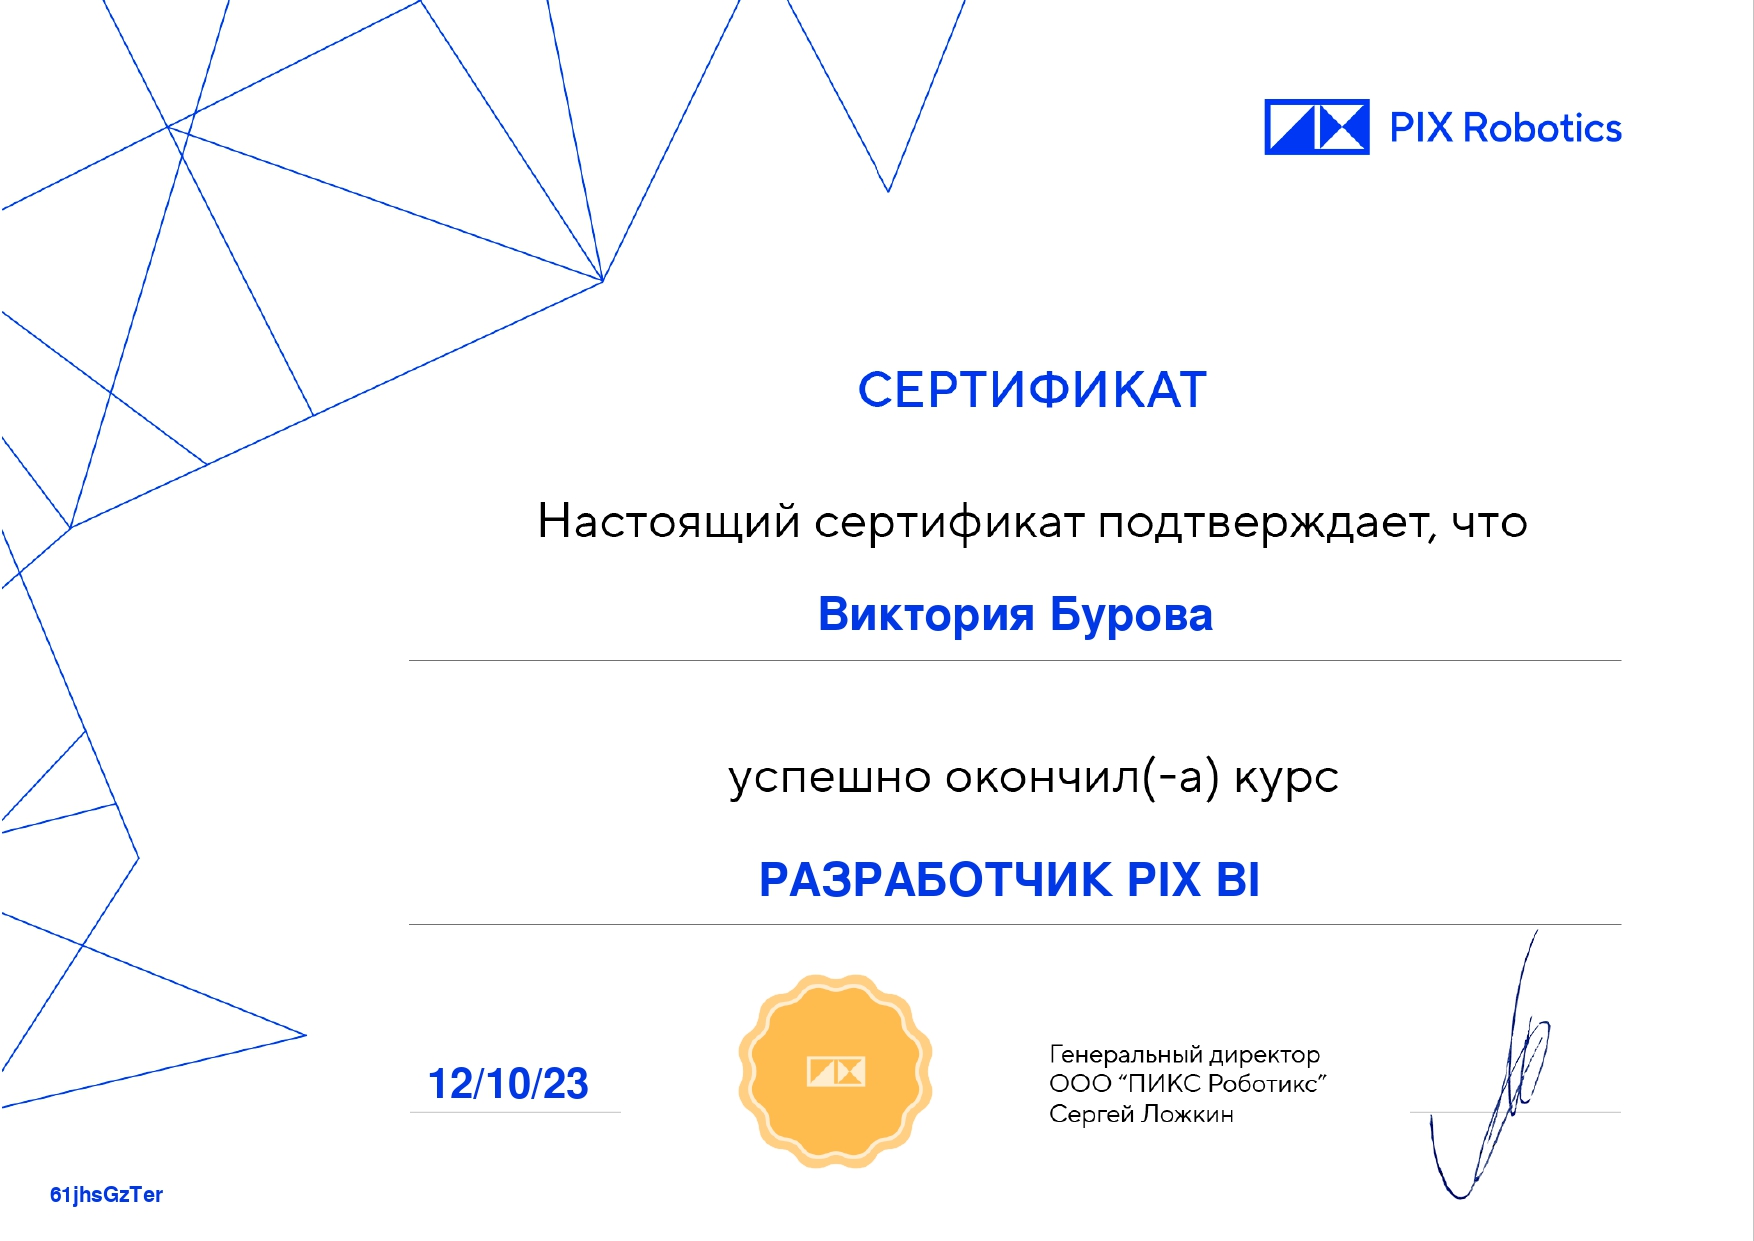 PIX Robotics
СЕРТИФИКАТ
Настоящий сертификат подтверждает, что
Виктория Бурова
успешно окончил(-а) курс
РАЗРАБОТЧИК PIX BI
12/10/23
Генеральный директор
ООО “ПИКС Роботикс”
Сергей Ложкин
61jhsGzTer